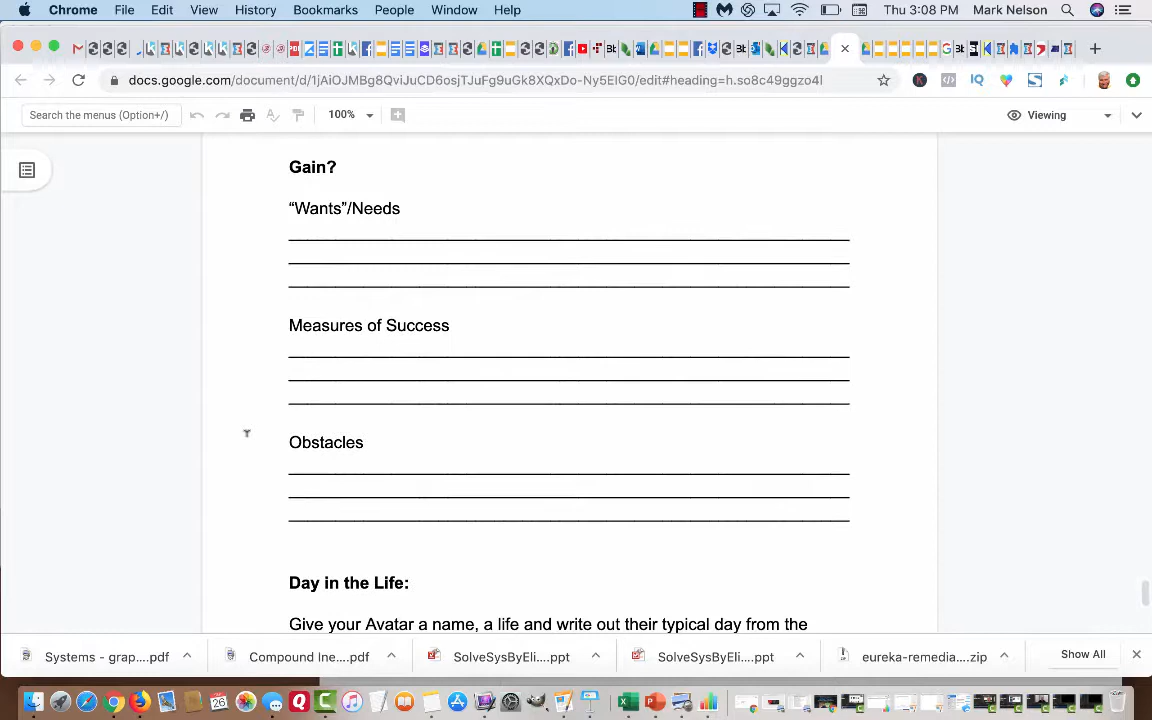 Chrome File Edit View History Bookmarks People Window Help Thu 3:08 PM Mark Nelson
docs.google.com/document/d/1jAiOJMBg8QviJuCD6osjTJuFg9uGk8XQxDo-Ny5EIG0/edit#heading=h.so8c49ggzo4l
Search the menus (Option+/) 100% Viewing
Gain?
“Wants”/Needs
Measures of Success
Obstacles
Day in the Life:
Give your Avatar a name, a life and write out their typical day from the
Systems - grap....pdf Compound Ine....pdf SolveSysByEli....ppt SolveSysByEli....ppt eureka-remedia....zip Show All